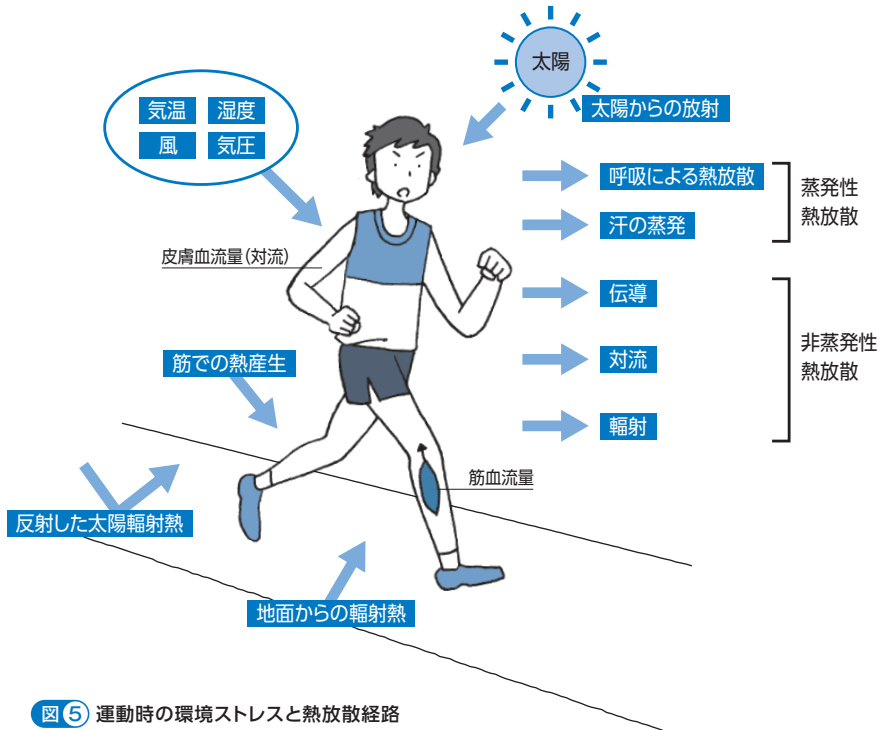 太陽
太陽からの放射
気温 湿度
風 気圧
呼吸による熱放散
汗の蒸発
蒸発性
熱放散
皮膚血流量(対流)
伝導
対流
輻射
非蒸発性
熱放散
筋での熱産生
筋血流量
反射した太陽輻射熱
地面からの輻射熱
図5 運動時の環境ストレスと熱放散経路